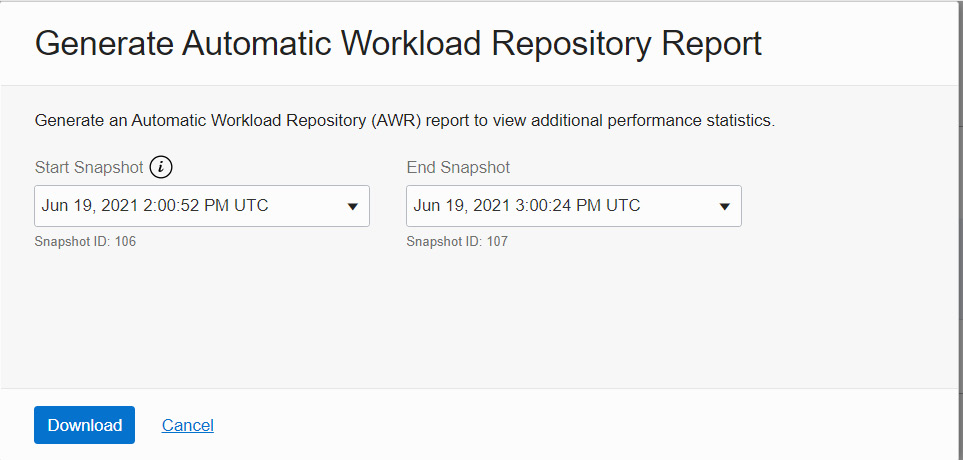 Generate Automatic Workload Repository Report
Generate an Automatic Workload Repository (AWR) report to view additional performance statistics.
Start Snapshot i
End Snapshot
Jun 19, 2021 2:00:52 PM UTC
Jun 19, 2021 3:00:24 PM UTC
Snapshot ID: 106
Snapshot ID: 107
Download
Cancel